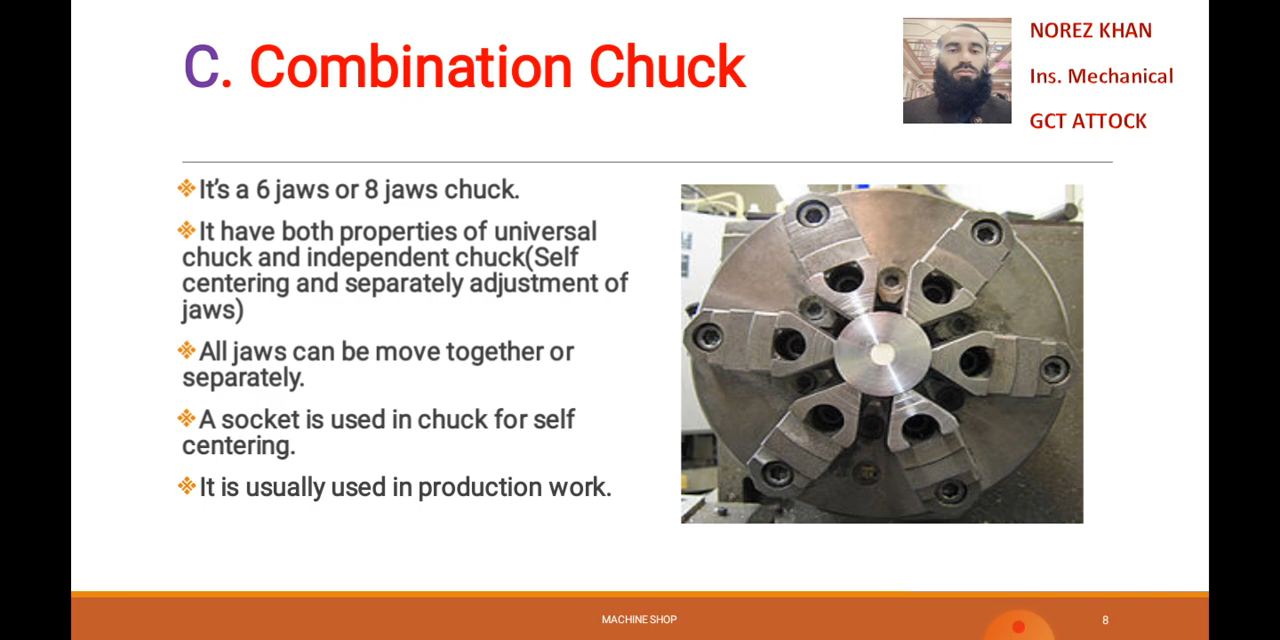 C. Combination Chuck
NOREZ KHAN
Ins. Mechanical
GCT ATTOCK
❖It's a 6 jaws or 8 jaws chuck.
❖It have both properties of universal
chuck and independent chuck(Self
centering and separately adjustment of
jaws)
❖All jaws can be move together or
separately.
❖A socket is used in chuck for self
centering.
❖It is usually used in production work.
MACHINE SHOP
8